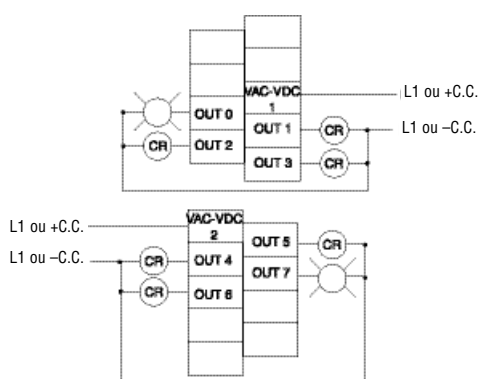 VAC-VDC 1
L1 ou +C.C.
OUT 0
OUT 1
CR
L1 ou –C.C.
CR
OUT 2
OUT 3
CR
L1 ou +C.C.
VAC-VDC 2
OUT 5
CR
L1 ou –C.C.
CR
OUT 4
OUT 7
CR
OUT 6